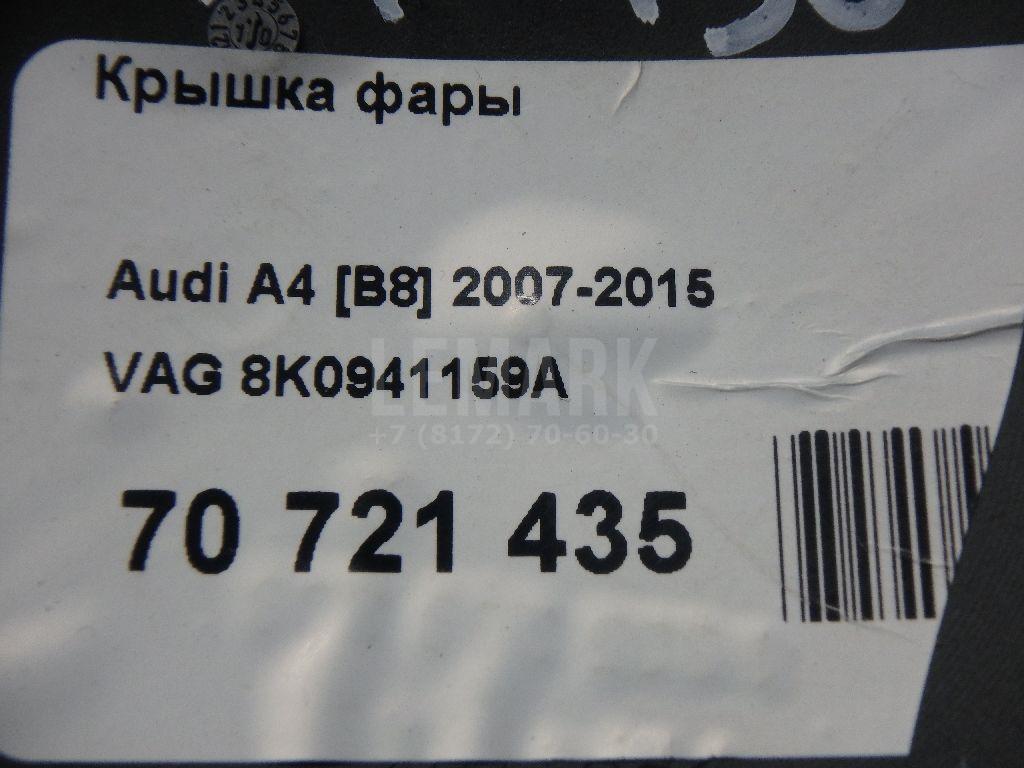 Крышка фары
Audi A4 [B8] 2007-2015
VAG 8K0941159A
LEMARK
+7 (8172) 70-60-30
70 721 435